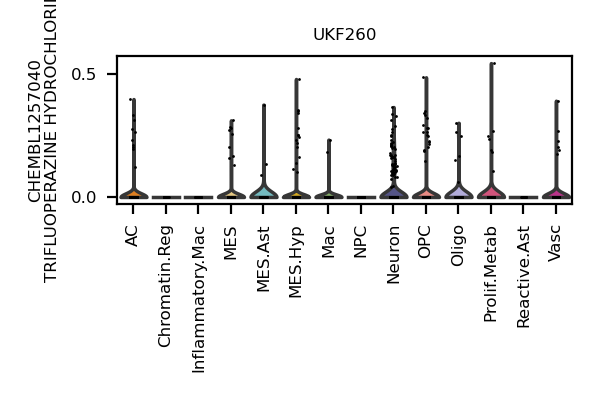 UKF260
CHEMBL1257040
TRIFLUOPERAZINE
0.5
0.0
AC
Chromatin.Reg
Inflammatory.Mac
MES
MES.Ast
MES.Hyp
Mac
NPC
Neuron
OPC
Oligo
Prolif.Metab
Reactive.Ast
Vasc